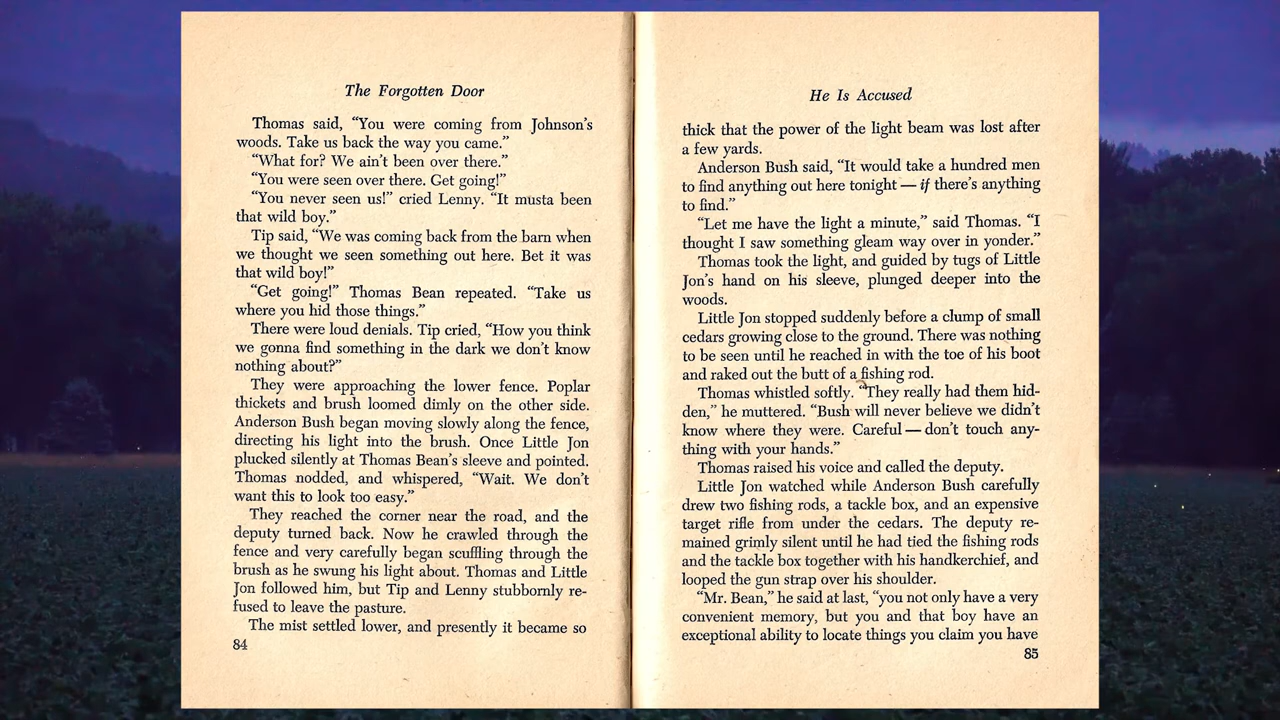 The Forgotten Door
Thomas said, “You were coming from Johnson’s
woods. Take us back the way you came.”
“What for? We ain’t been over there.”
“You were seen over there. Get going!”
“You never seen us!” cried Lenny. “It musta been
that wild boy.”
Tip said, “We was coming back from the barn when
we thought we seen something out here. Bet it was
that wild boy!”
“Get going!” Thomas Bean repeated. “Take us
where you hid those things.”
There were loud denials. Tip cried, “How you think
we gonna find something in the dark we don’t know
nothing about?”
They were approaching the lower fence. Poplar
thickets and brush loomed dimly on the other side.
Anderson Bush began moving slowly along the fence,
directing his light into the brush. Once Little Jon
plucked silently at Thomas Bean’s sleeve and pointed.
Thomas nodded, and whispered, “Wait. We don’t
want this to look too easy.”
They reached the corner near the road, and the
deputy turned back. Now he crawled through the
fence and very carefully began scuffling through the
brush as he swung his light about. Thomas and Little
Jon followed him, but Tip and Lenny stubbornly re-
fused to leave the pasture.
The mist settled lower, and presently it became so
84
He Is Accused
thick that the power of the light beam was lost after
a few yards.
Anderson Bush said, “It would take a hundred men
to find anything out here tonight — if there’s anything
to find.”
“Let me have the light a minute,” said Thomas. “I
thought I saw something gleam way over in yonder.”
Thomas took the light, and guided by tugs of Little
Jon’s hand on his sleeve, plunged deeper into the
woods.
Little Jon stopped suddenly before a clump of small
cedars growing close to the ground. There was nothing
to be seen until he reached in with the toe of his boot
and raked out the butt of a fishing rod.
Thomas whistled softly. “They really had them hid-
den,” he muttered. “Bush will never believe we didn’t
know where they were. Careful — don’t touch any-
thing with your hands.”
Thomas raised his voice and called the deputy.
Little Jon watched while Anderson Bush carefully
drew two fishing rods, a tackle box, and an expensive
target rifle from under the cedars. The deputy re-
mained grimly silent until he had tied the fishing rods
and the tackle box together with his handkerchief, and
looped the gun strap over his shoulder.
“Mr. Bean,” he said at last, “you not only have a very
convenient memory, but you and that boy have an
exceptional ability to locate things you claim you have
85